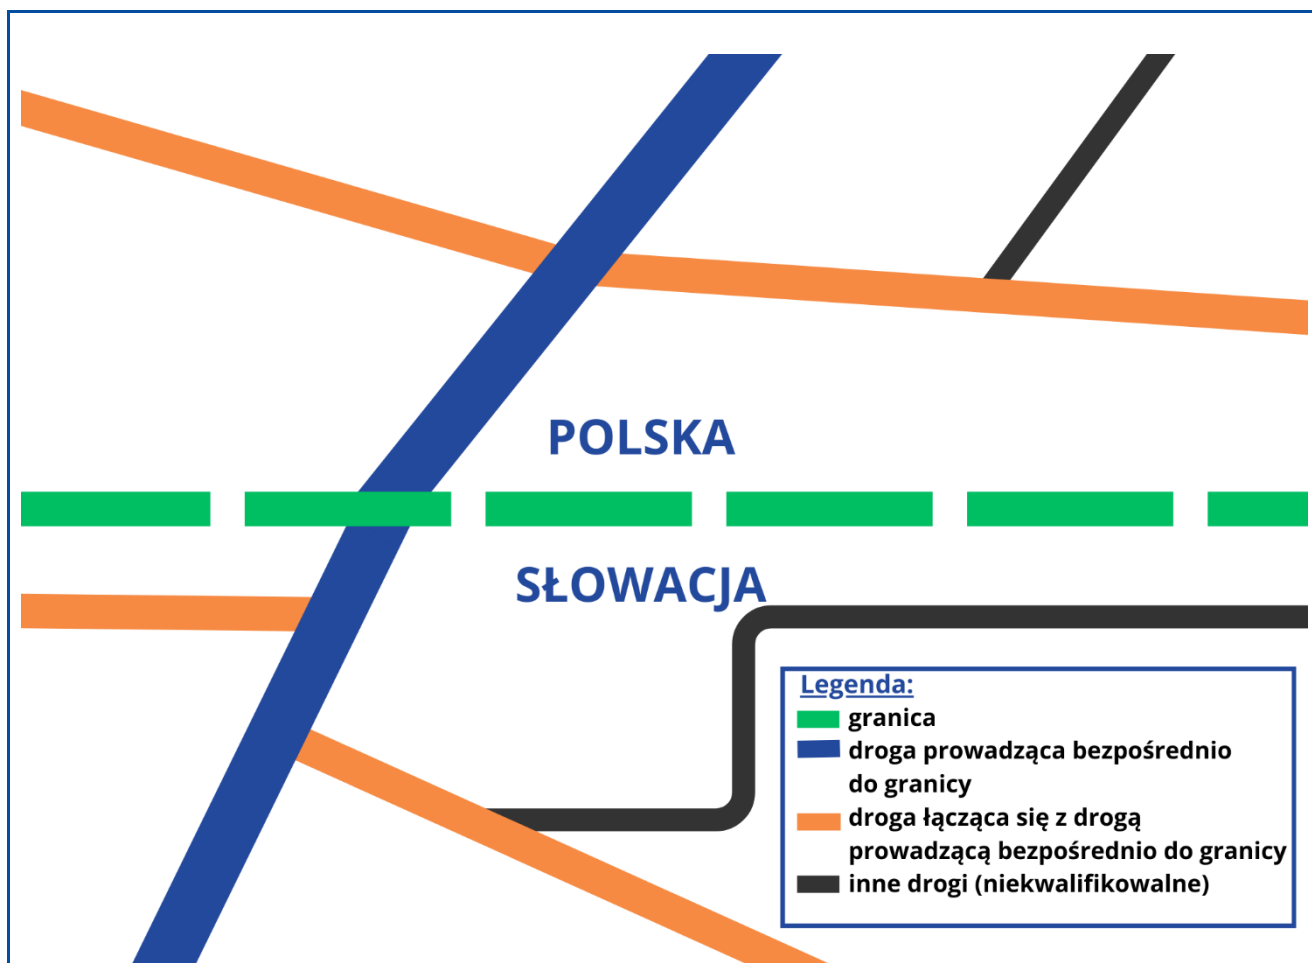 POLSKA
SŁOWACJA
Legenda:
granica
droga prowadząca bezpośrednio
do granicy
droga łącząca się z drogą
prowadzącą bezpośrednio do granicy
inne drogi (niekwalifikowalne)